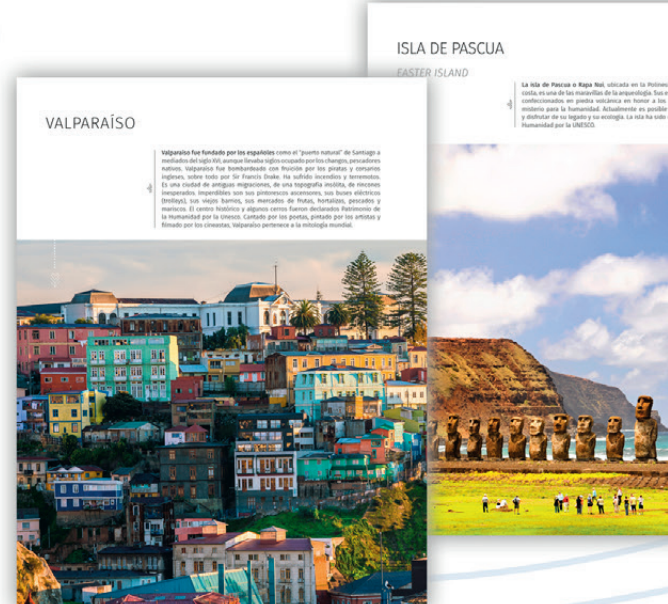 VALPARAÍSO
Valparaíso fue fundado por los españoles como el "puerto natural" de Santiago a
mediados del siglo XVI, aunque llevaba siglos ocupado por los changos, pescadores
nativos. Valparaíso fue bombardeado con fruición por los piratas y corsarios
ingleses, sobre todo por Sir Francis Drake. Ha sufrido incendios y terremotos.
Es una ciudad de antiguas migraciones, de una topografía insólita, de rincones
inesperados. Imperdibles son sus pintorescos ascensores, sus buses eléctricos
(trolleys), sus viejos barrios, sus mercados de frutas, hortalizas, pescados y
mariscos. El centro histórico y algunos cerros fueron declarados Patrimonio de
la Humanidad por la Unesco. Cantado por los poetas, pintado por los artistas y
filmado por los cineastas, Valparaíso pertenece a la mitología mundial.
ISLA DE PASCUA
EASTER ISLAND
La Isla de Pascua o Rapa Nui, ubicada en la
costa, es una de las maravillas de la arqueología. Sus
confeccionados en piedra volcánica en honor a los
misterio para la humanidad. Actualmente es posible
y disfrutar de su legado y su ecología. La isla ha sido
Humanidad por la UNESCO.